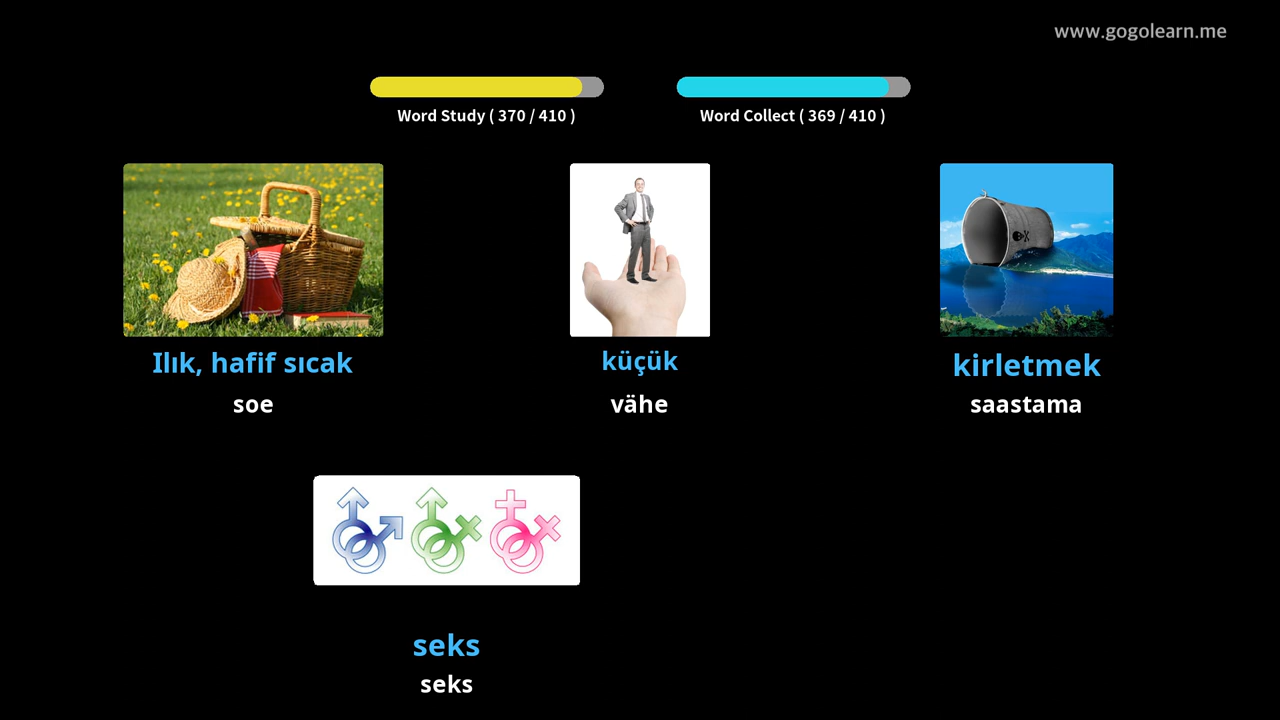 www.gogolearn.me
Word Study ( 370 / 410 )
Word Collect ( 369 / 410 )
Ilık, hafif sıcak
soe
küçük
vähe
kirletmek
saastama
seks
seks